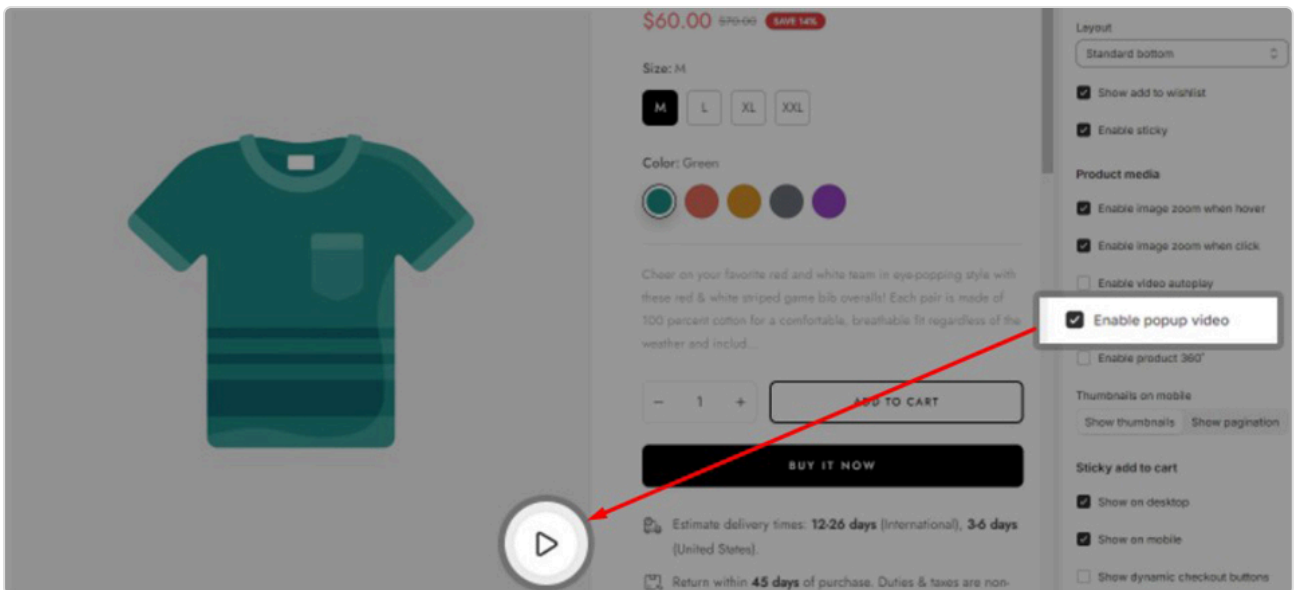 $60.00 $70.00 SAVE 14%
Size: M
M L XL XXL
Color: Green
Cheer on your favorite red and white team in eye-popping style with
these red & white striped game bib overalls! Each pair is made of
100 percent cotton for a comfortable, breathable fit regardless of the
weather and includ...
− 1 +
ADD TO CART
BUY IT NOW
Estimate delivery times: 12-26 days (International), 3-6 days
(United States).
Return within 45 days of purchase. Duties & taxes are non-
Layout
Standard bottom
Show add to wishlist
Enable sticky
Product media
Enable image zoom when hover
Enable image zoom when click
Enable video autoplay
Enable popup video
Enable product 360°
Thumbnails on mobile
Show thumbnails Show pagination
Sticky add to cart
Show on desktop
Show on mobile
Show dynamic checkout buttons